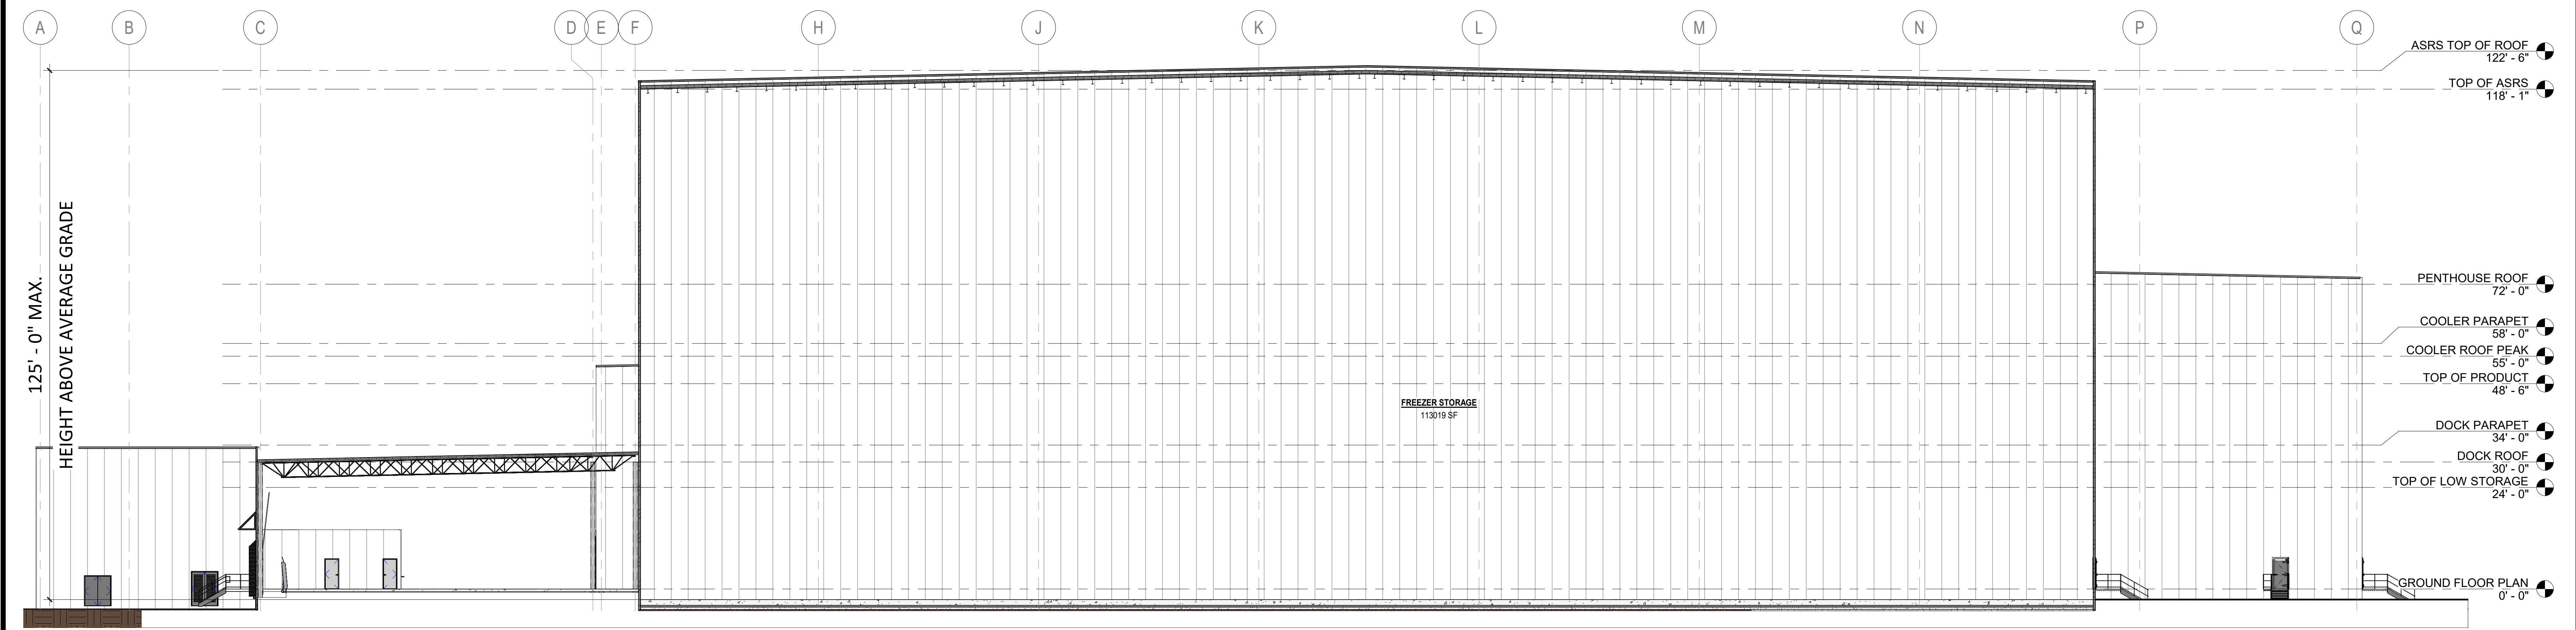 A
B
C
D
E
F
H
J
K
L
M
N
P
Q
ASRS TOP OF ROOF
122' - 6"
TOP OF ASRS
118' - 1"
125' - 0" MAX.
HEIGHT ABOVE AVERAGE GRADE
PENTHOUSE ROOF
72' - 0"
COOLER PARAPET
58' - 0"
COOLER ROOF PEAK
55' - 0"
TOP OF PRODUCT
48' - 6"
FREEZER STORAGE
113019 SF
DOCK PARAPET
34' - 0"
DOCK ROOF
30' - 0"
TOP OF LOW STORAGE
24' - 0"
GROUND FLOOR PLAN
0' - 0"